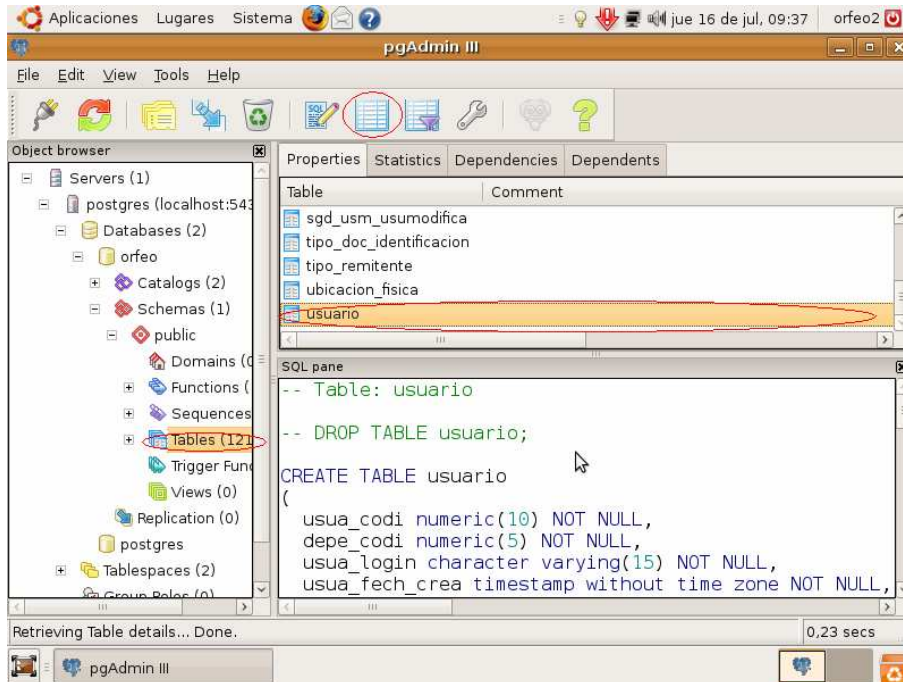 Aplicaciones Lugares Sistema jue 16 de jul, 09:37 orfeo2
pgAdmin III
File Edit View Tools Help
SQL
Object browser
Servers (1)
postgres (localhost:543
Databases (2)
orfeo
Catalogs (2)
Schemas (1)
public
Domains (0
Functions (
Sequences
Tables (121
Trigger Func
Views (0)
Replication (0)
postgres
Tablespaces (2)
Group Roles (0)
Properties Statistics Dependencies Dependents
Table Comment
sgd_usm_usumodifica
tipo_doc_identificacion
tipo_remitente
ubicacion_fisica
usuario
SQL pane
-- Table: usuario
-- DROP TABLE usuario;
CREATE TABLE usuario
(
usua_codi numeric(10) NOT NULL,
depe_codi numeric(5) NOT NULL,
usua_login character varying(15) NOT NULL,
usua_fech_crea timestamp without time zone NOT NULL,
Retrieving Table details... Done. 0,23 secs
pgAdmin III